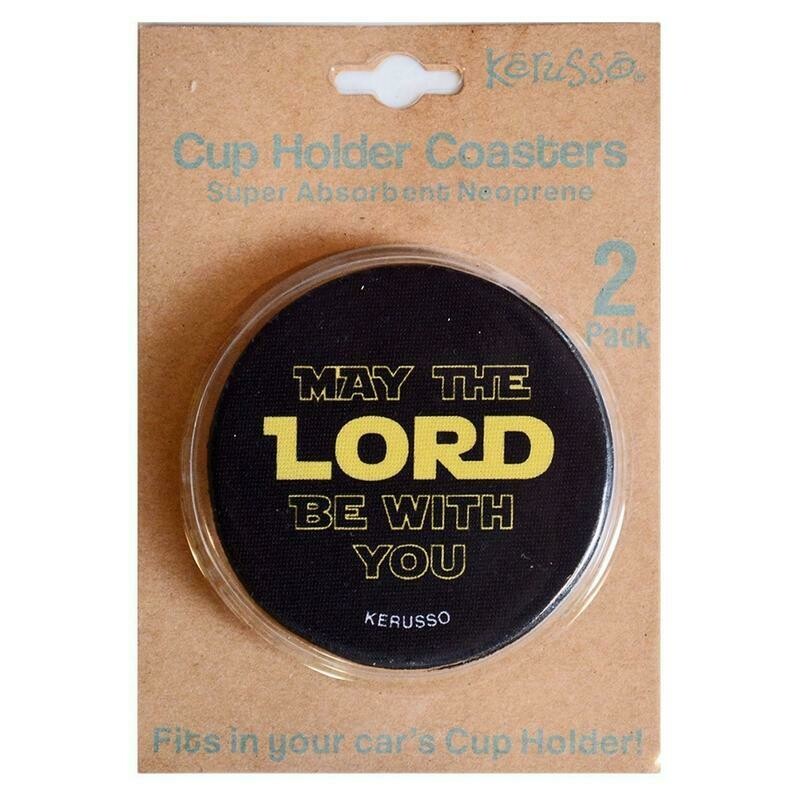 Kerusso®
Cup Holder Coasters
Super Absorbent Neoprene
2
Pack
MAY THE
LORD
BE WITH
YOU
KERUSSO
Fits in your car's Cup Holder!